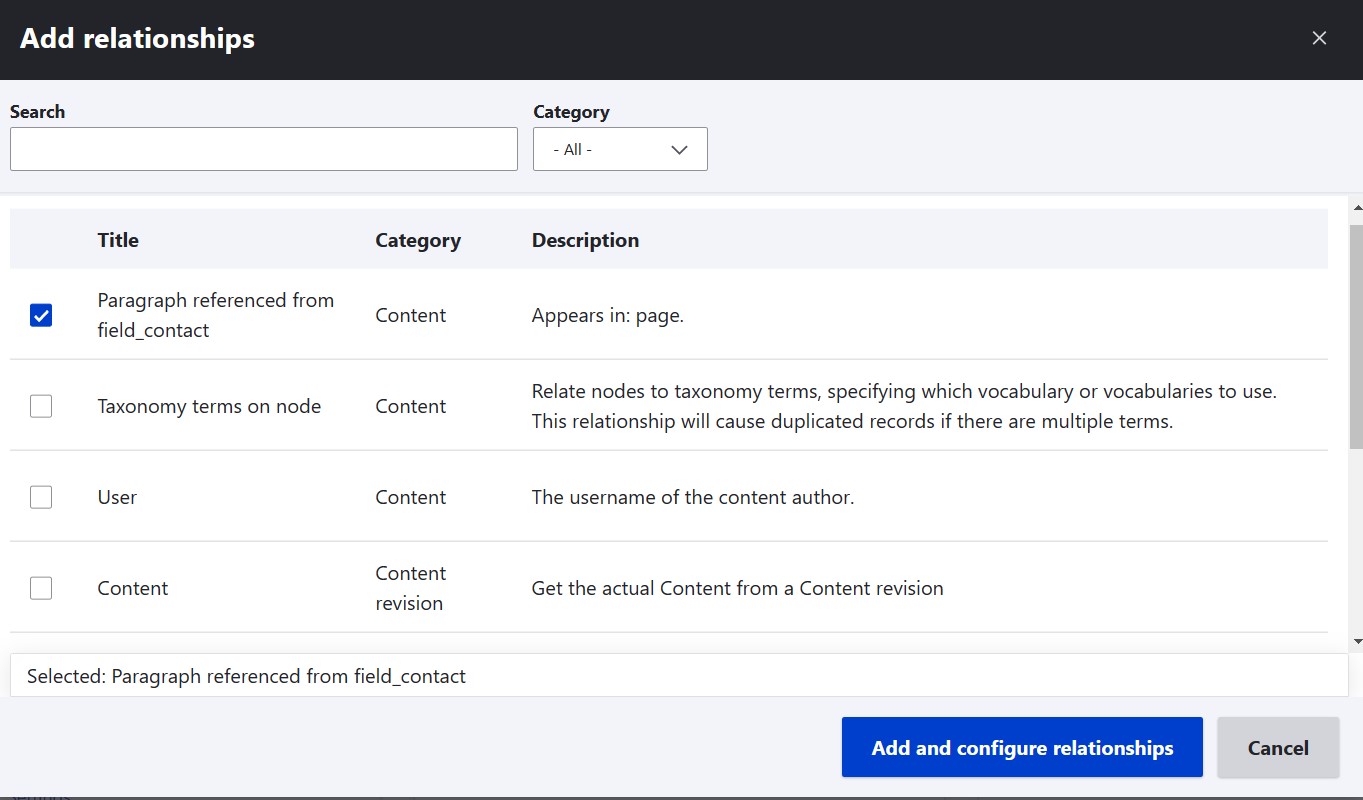 Add relationships
Search
Category
- All -
Title Category Description
Paragraph referenced from
field_contact
Content
Appears in: page.
Taxonomy terms on node
Content
Relate nodes to taxonomy terms, specifying which vocabulary or vocabularies to use.
This relationship will cause duplicated records if there are multiple terms.
User
Content
The username of the content author.
Content
Content
revision
Get the actual Content from a Content revision
Selected: Paragraph referenced from field_contact
Add and configure relationships
Cancel